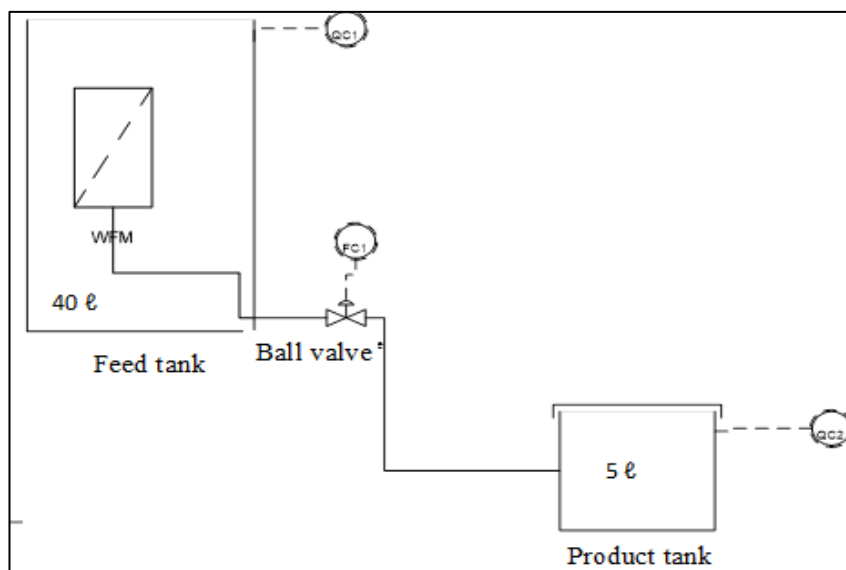 QC1
FC1
WFM
40 ℓ
Ball valve
Feed tank
QC2
5 ℓ
Product tank